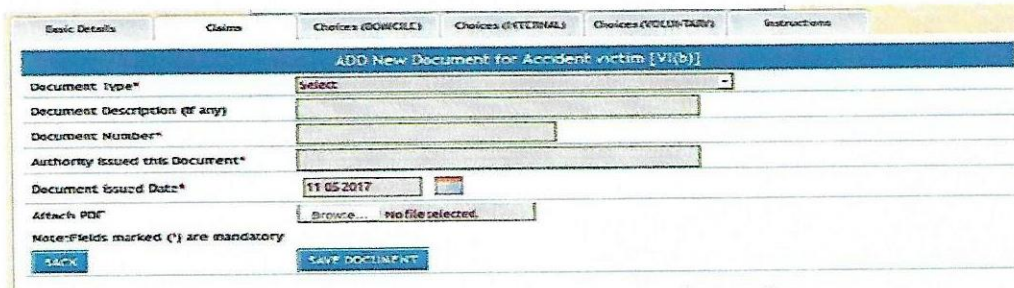 Basic Details Claims Choices (DOMICILE) Choices (INTERNAL) Choices (VOLUNTARY) Instructions
ADD New Document for Accident victim [VI(b)]
Document Type* Select
Document Description (if any)
Document Number*
Authority issued this Document*
Document issued Date* 11 05 2017
Attach PDF Browse... No file selected.
Note:Fields marked (*) are mandatory
BACK SAVE DOCUMENT